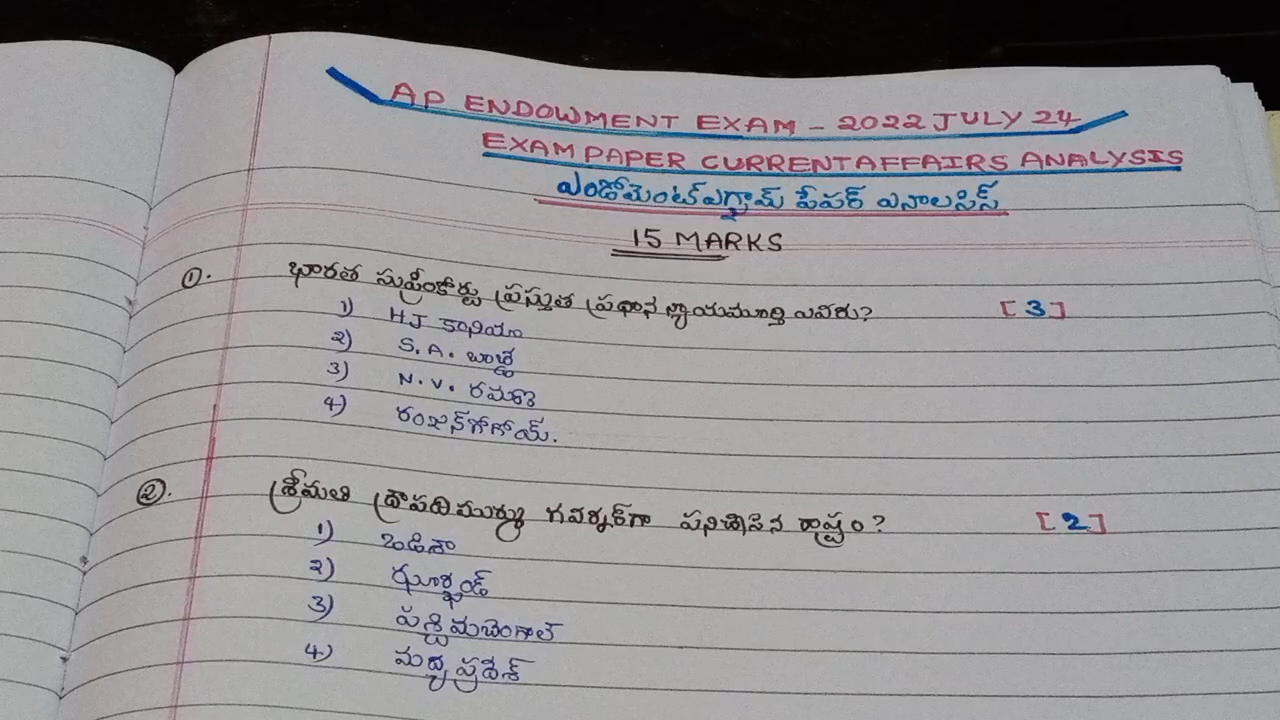 AP ENDOWMENT EXAM - 2022 JULY 24
EXAM PAPER CURRENT AFFAIRS ANALYSIS
ఎండోమెంట్ ఎగ్జామ్ పేపర్ ఎనాలసిస్
15 MARKS
①. భారత సుప్రీంకోర్టు ప్రస్తుత ప్రధాన న్యాయమూర్తి ఎవరు? [3]
1) HJ కానియా
2) S.A. బాబ్డె
3) N.V. రమణ
4) రంజన్ గోగోయ్.
②. శ్రీమతి ద్రౌపది ముర్ము గవర్నర్‌గా పనిచేసిన రాష్ట్రం? [2]
1) ఒడిశా
2) ఝార్ఖండ్
3) పశ్చిమబెంగాల్
4) మధ్యప్రదేశ్